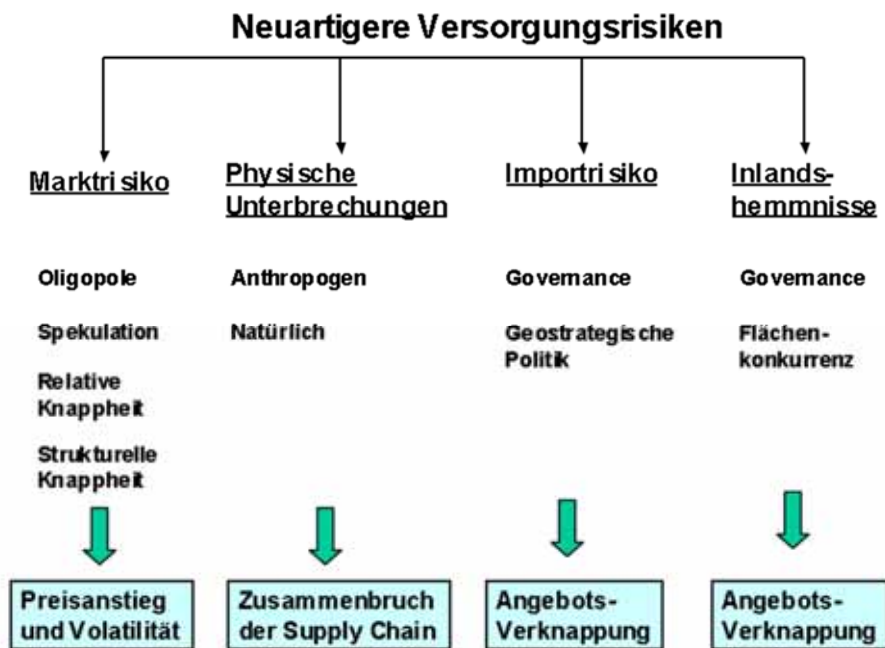 Neuartigere Versorgungsrisiken
Marktrisiko
Oligopole
Spekulation
Relative
Knappheit
Strukturelle
Knappheit
Preisanstieg
und Volatilität
Physische
Unterbrechungen
Anthropogen
Natürlich
Zusammenbruch
der Supply Chain
Importrisiko
Governance
Geostrategische
Politik
Angebots-
Verknappung
Inlands-
hemmnisse
Governance
Flächen-
konkurrenz
Angebots-
Verknappung